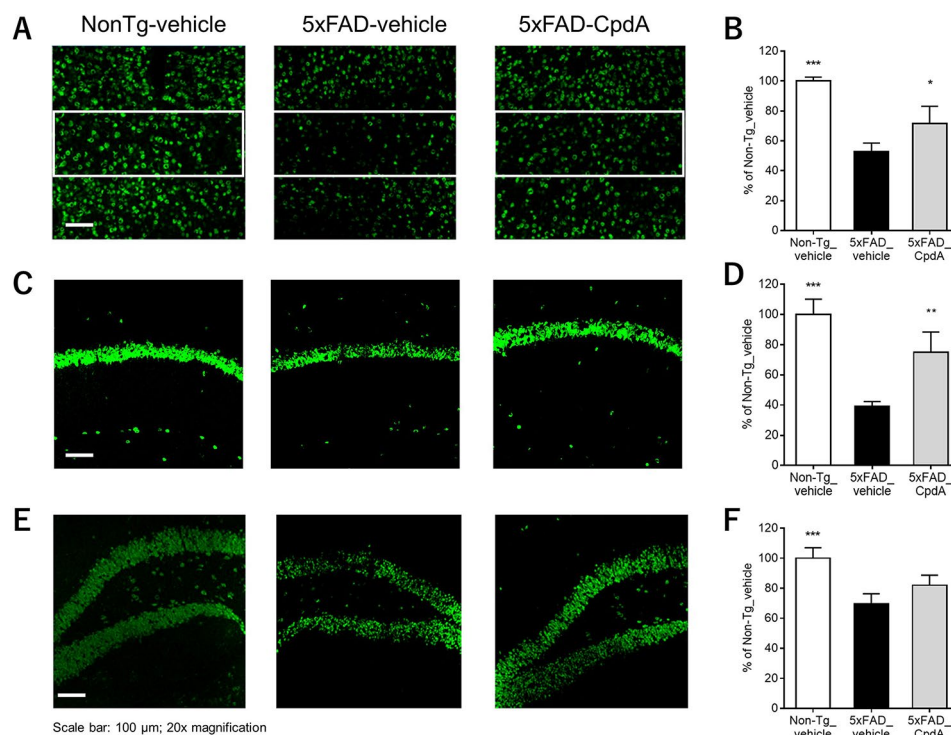 A
NonTg-vehicle
5xFAD-vehicle
5xFAD-CpdA
B
120
100
80
60
40
20
0
% of Non-Tg_vehicle
***
*
Non-Tg_
vehicle
5xFAD_
vehicle
5xFAD_
CpdA
C
D
120
100
80
60
40
20
0
% of Non-Tg_vehicle
***
**
Non-Tg_
vehicle
5xFAD_
vehicle
5xFAD_
CpdA
E
F
120
100
80
60
40
20
0
% of Non-Tg_vehicle
***
Non-Tg_
vehicle
5xFAD_
vehicle
5xFAD_
CpdA
Scale bar: 100 µm; 20x magnification